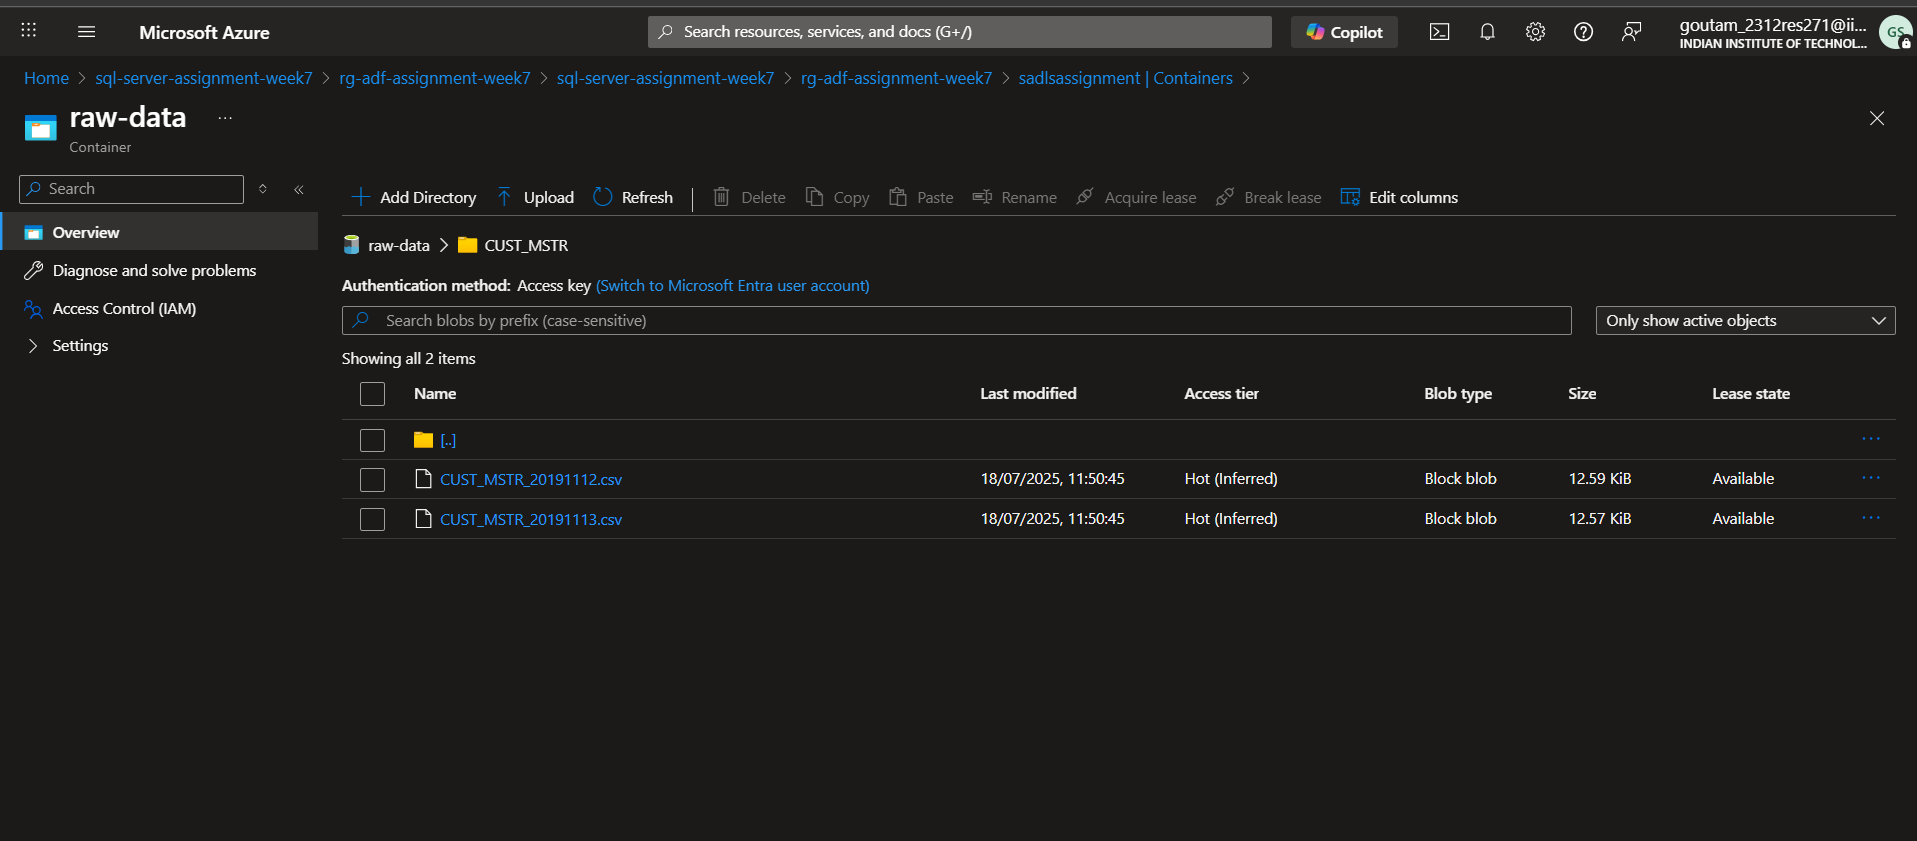 Microsoft Azure
Search resources, services, and docs (G+/)
Copilot
goutam_2312res271@ii...
INDIAN INSTITUTE OF TECHNOL...
GS
Home > sql-server-assignment-week7 > rg-adf-assignment-week7 > sql-server-assignment-week7 > rg-adf-assignment-week7 > sadlsassignment | Containers >
raw-data ...
Container
Search
Overview
Diagnose and solve problems
Access Control (IAM)
Settings
Add Directory Upload Refresh Delete Copy Paste Rename Acquire lease Break lease Edit columns
raw-data > CUST_MSTR
Authentication method: Access key (Switch to Microsoft Entra user account)
Search blobs by prefix (case-sensitive)
Only show active objects
Showing all 2 items
Name Last modified Access tier Blob type Size Lease state
[..] ...
CUST_MSTR_20191112.csv 18/07/2025, 11:50:45 Hot (Inferred) Block blob 12.59 KiB Available ...
CUST_MSTR_20191113.csv 18/07/2025, 11:50:45 Hot (Inferred) Block blob 12.57 KiB Available ...